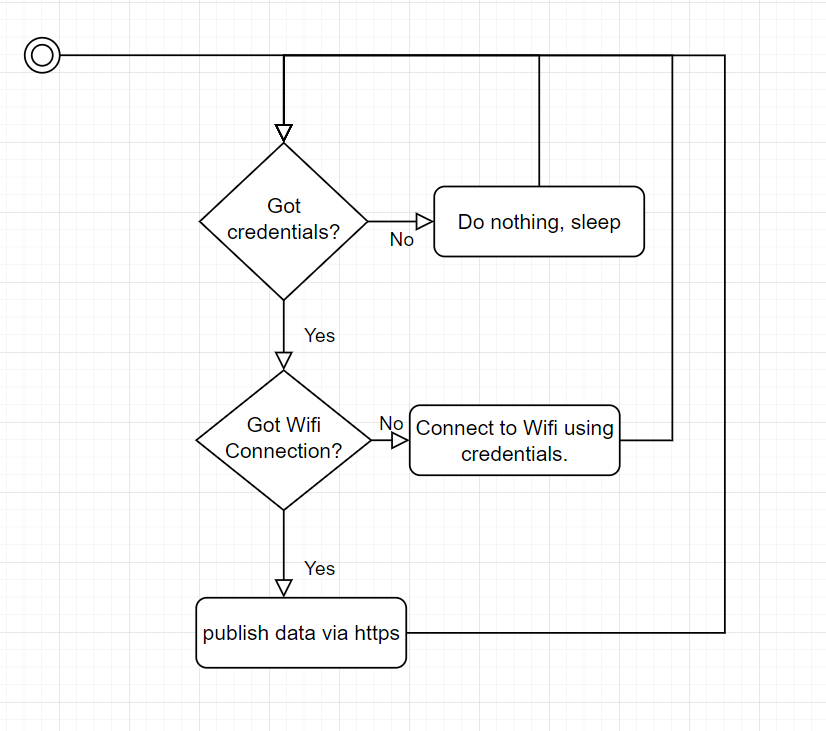 Got
credentials?
No
Do nothing, sleep
Yes
Got Wifi
Connection?
No
Connect to Wifi using
credentials.
Yes
publish data via https